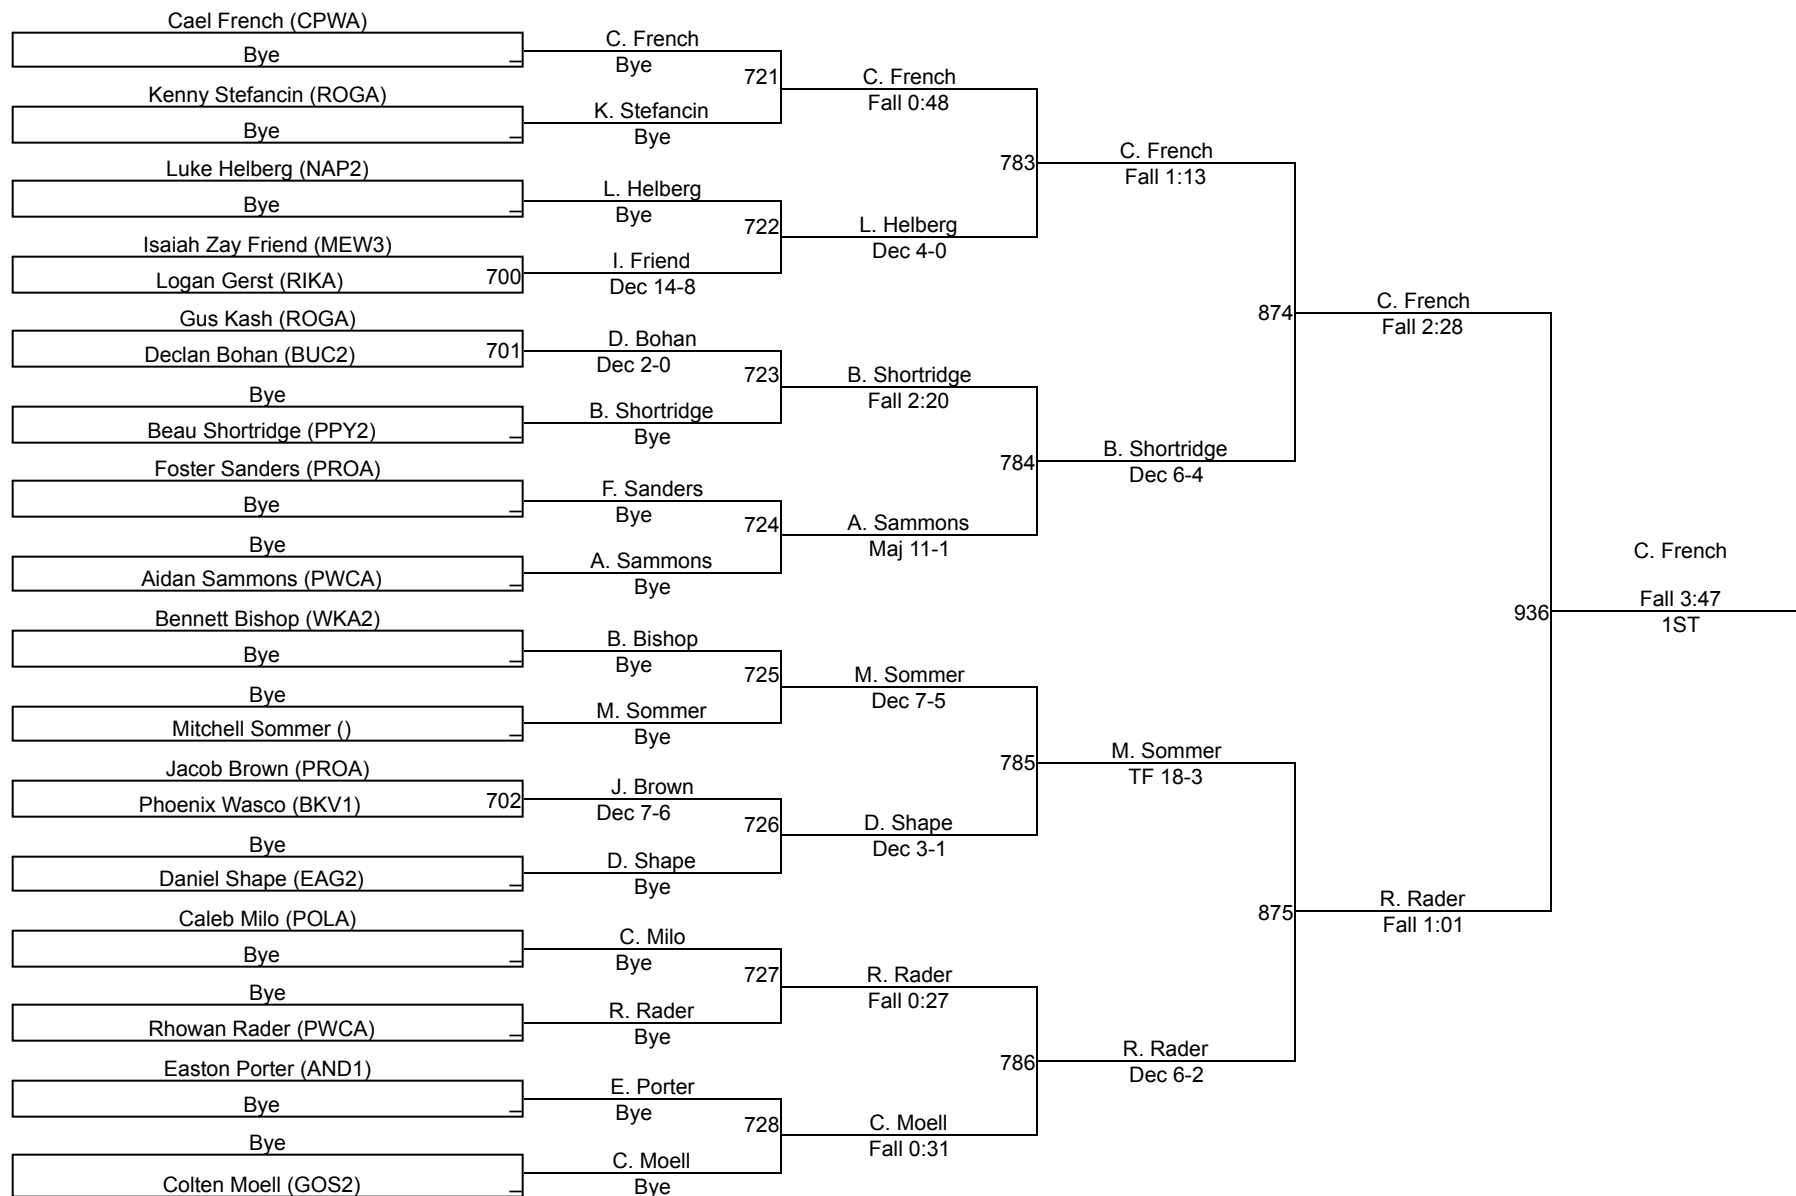 Cael French (CPWA)
Bye
Kenny Stefancin (ROGA)
Bye
Luke Helberg (NAP2)
Bye
Isaiah Zay Friend (MEW3)
Logan Gerst (RIKA)
700
Gus Kash (ROGA)
Declan Bohan (BUC2)
701
Bye
Beau Shortridge (PPY2)
Foster Sanders (PROA)
Bye
Bye
Aidan Sammons (PWCA)
Bennett Bishop (WKA2)
Bye
Bye
Mitchell Sommer ()
Jacob Brown (PROA)
Phoenix Wasco (BKV1)
702
Bye
Daniel Shape (EAG2)
Caleb Milo (POLA)
Bye
Bye
Rhowan Rader (PWCA)
Easton Porter (AND1)
Bye
Bye
Colten Moell (GOS2)
C. French
Bye
721
K. Stefancin
Bye
L. Helberg
Bye
722
I. Friend
Dec 14-8
D. Bohan
Dec 2-0
723
B. Shortridge
Bye
F. Sanders
Bye
724
A. Sammons
Bye
B. Bishop
Bye
725
M. Sommer
Bye
J. Brown
Dec 7-6
726
D. Shape
Bye
C. Milo
Bye
727
R. Rader
Bye
E. Porter
Bye
728
C. Moell
Bye
C. French
Fall 0:48
783
L. Helberg
Dec 4-0
B. Shortridge
Fall 2:20
784
A. Sammons
Maj 11-1
M. Sommer
Dec 7-5
785
D. Shape
Dec 3-1
R. Rader
Fall 0:27
786
C. Moell
Fall 0:31
C. French
Fall 1:13
874
B. Shortridge
Dec 6-4
M. Sommer
TF 18-3
875
R. Rader
Dec 6-2
C. French
Fall 2:28
936
R. Rader
Fall 1:01
C. French
Fall 3:47
1ST